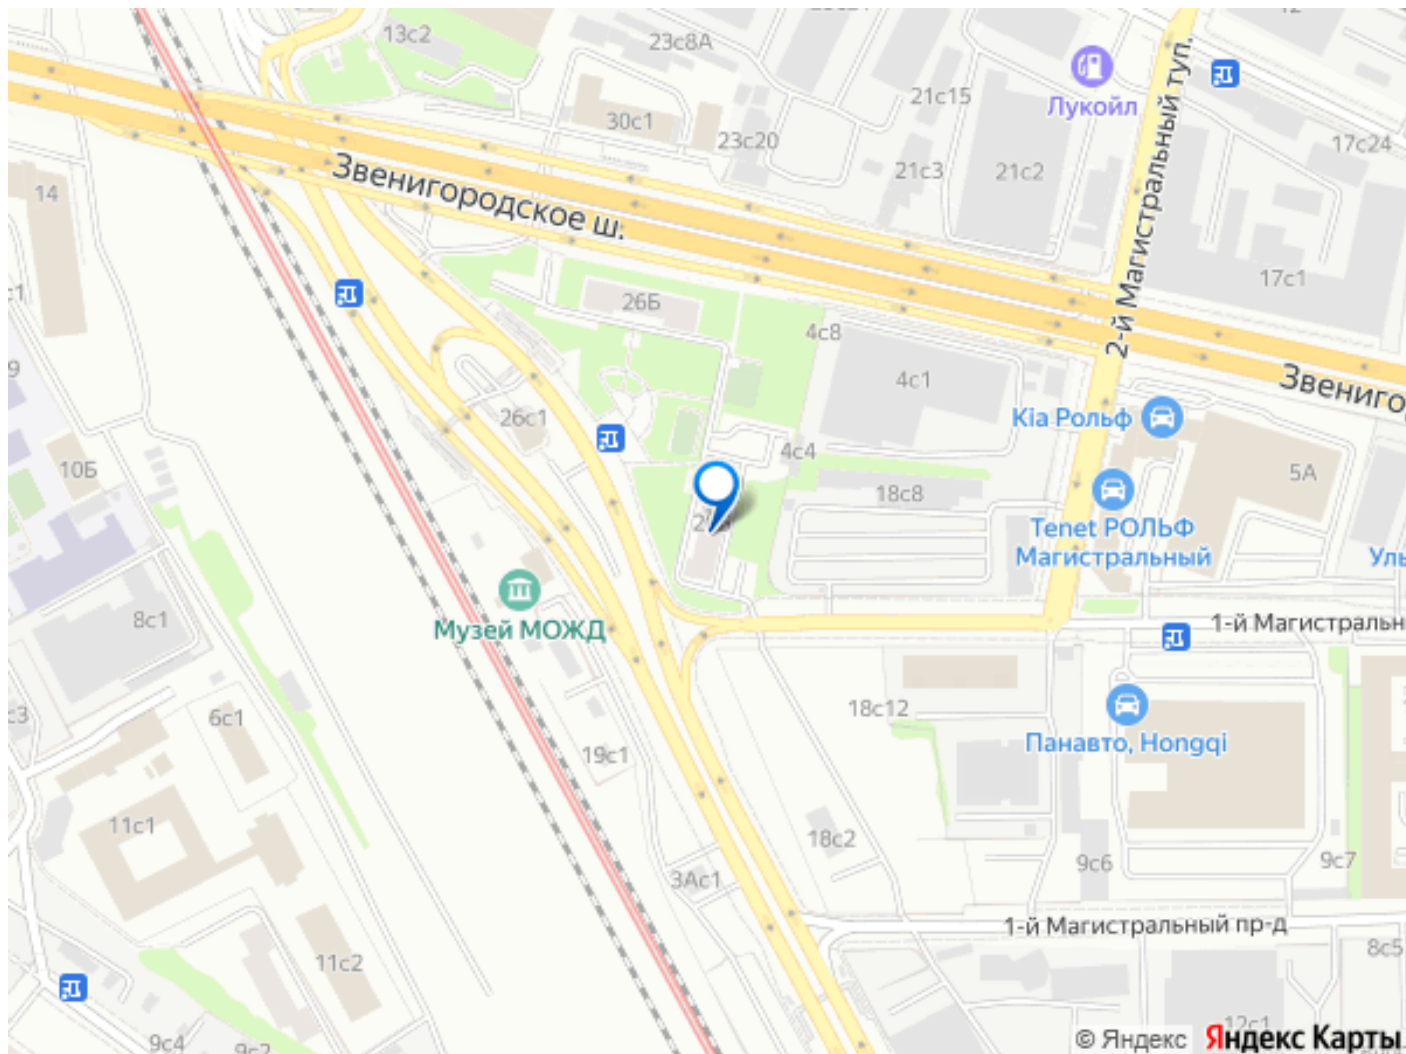 13с2
23с8А
Лукойл
2-й Магистральный туп.
21с15
30с1
23с20
17с24
21с3
21с2
14
Звенигородское ш.
17с1
26Б
4с8
4с1
Kia Рольф
26с1
4с4
10Б
5А
18с8
Tenet РОЛЬФ
Магистральный
Музей МОЖД
8с1
1-й Магистральн
18с12
6с1
Панавто, Hongqi
19с1
11с1
18с2
9с6
9с7
3Ас1
1-й Магистральный пр-д
11с2
8с5
12с1
9с4
9с2
© Яндекс
Яндекс Карты